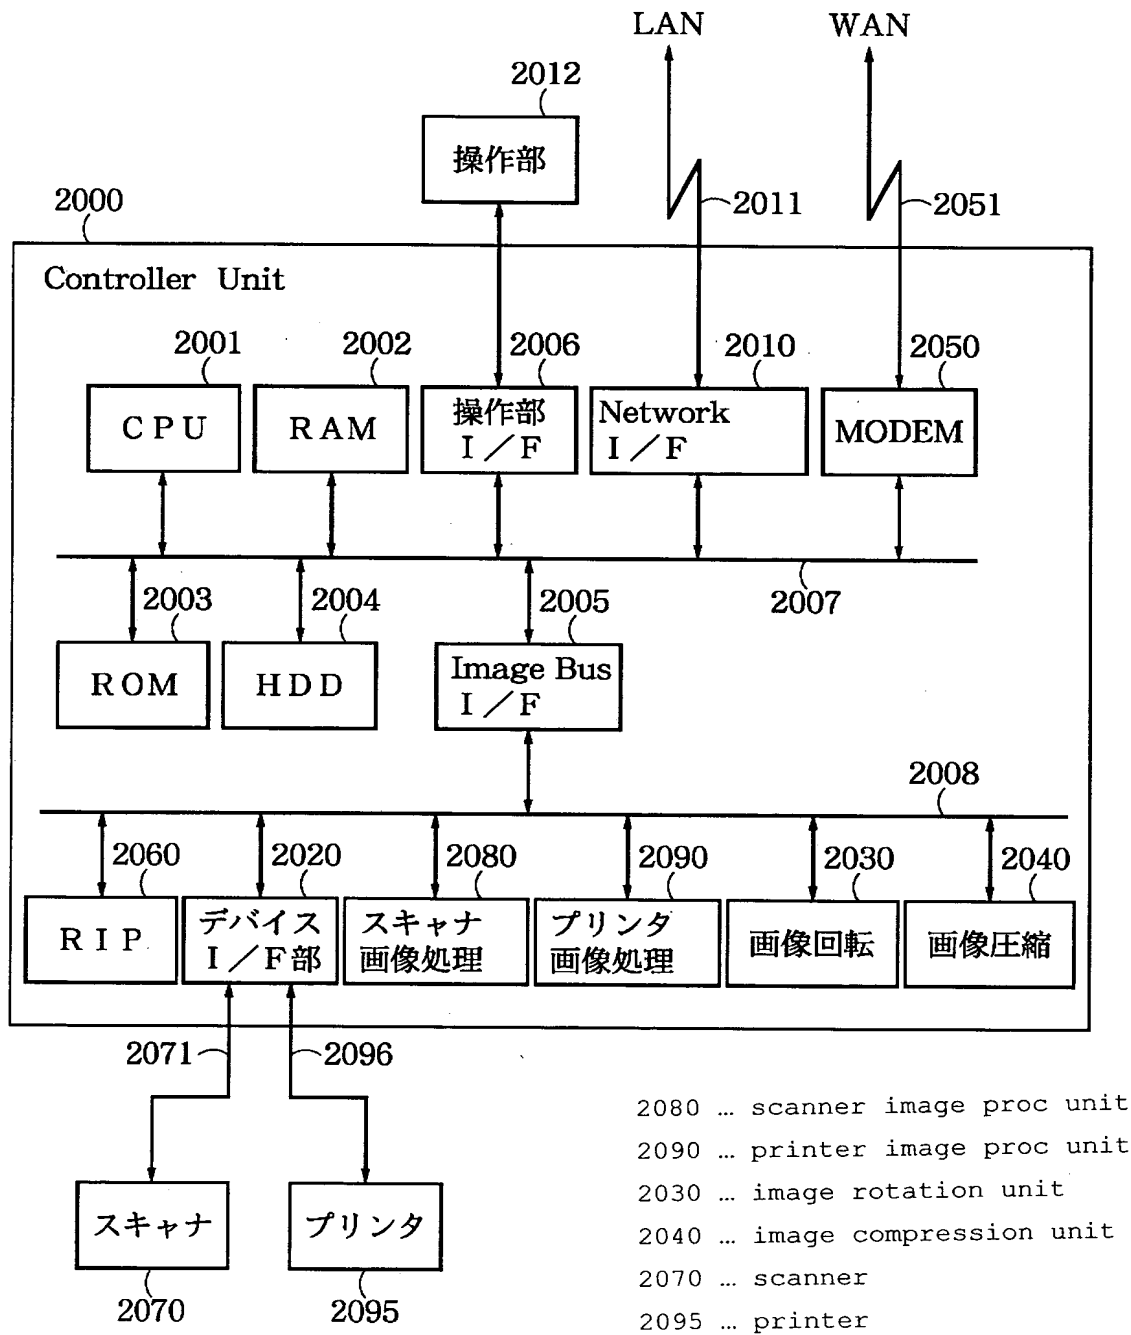 LAN
WAN
2012
操作部
2000
2011
2051
Controller Unit
2001
2002
2006
2010
2050
CPU
RAM
操作部
I/F
Network
I/F
MODEM
2003
2004
2005
2007
ROM
HDD
Image Bus
I/F
2008
2060
2020
2080
2090
2030
2040
RIP
デバイス
I/F部
スキャナ
画像処理
プリンタ
画像処理
画像回転
画像圧縮
2071
2096
スキャナ
プリンタ
2070
2095
2080 … scanner image proc unit
2090 … printer image proc unit
2030 … image rotation unit
2040 … image compression unit
2070 … scanner
2095 … printer